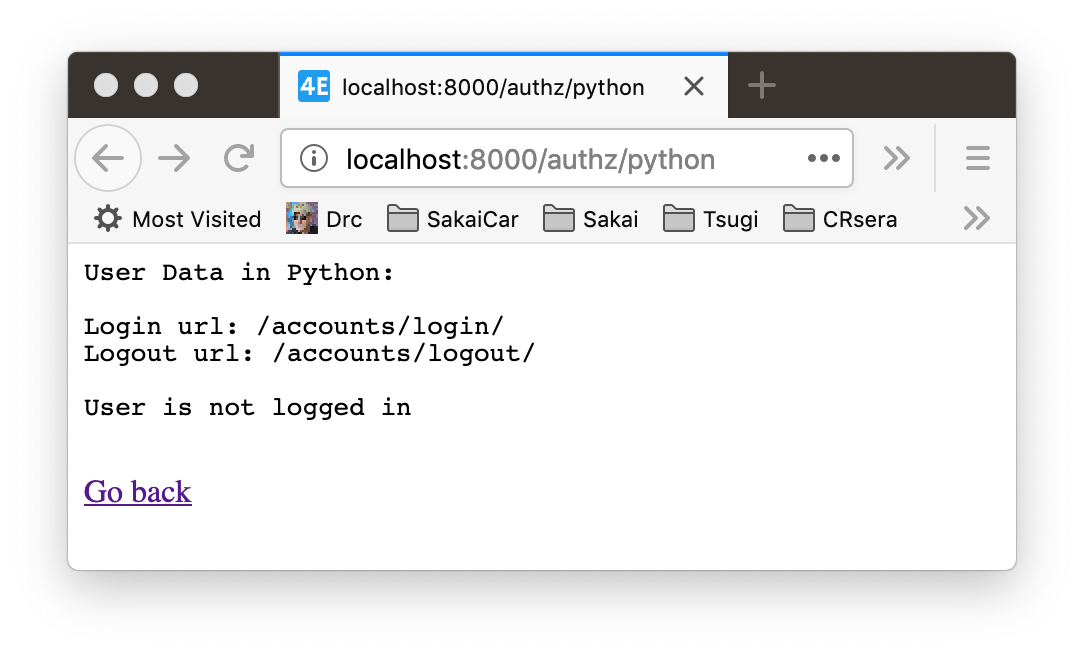 4E localhost:8000/authz/python
localhost:8000/authz/python
Most Visited Drc SakaiCar Sakai Tsugi CRsera
User Data in Python:
Login url: /accounts/login/
Logout url: /accounts/logout/
User is not logged in
Go back